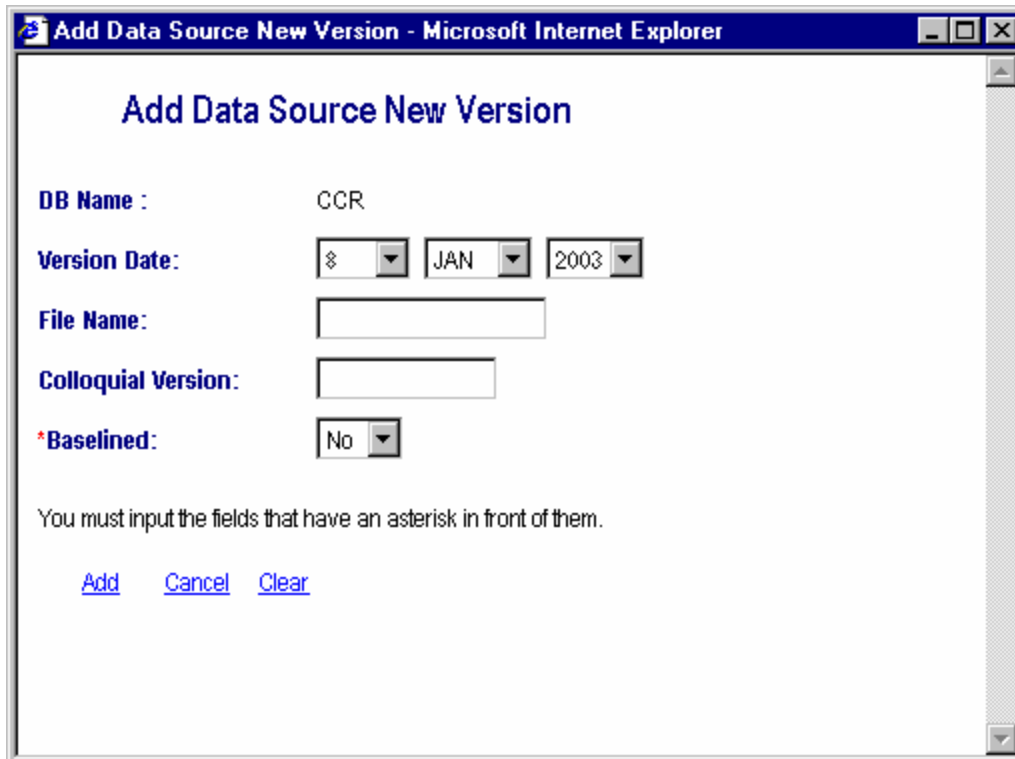 Add Data Source New Version - Microsoft Internet Explorer
Add Data Source New Version
DB Name : CCR
Version Date: 8 JAN 2003
File Name:
Colloquial Version:
*Baselined: No
You must input the fields that have an asterisk in front of them.
Add Cancel Clear